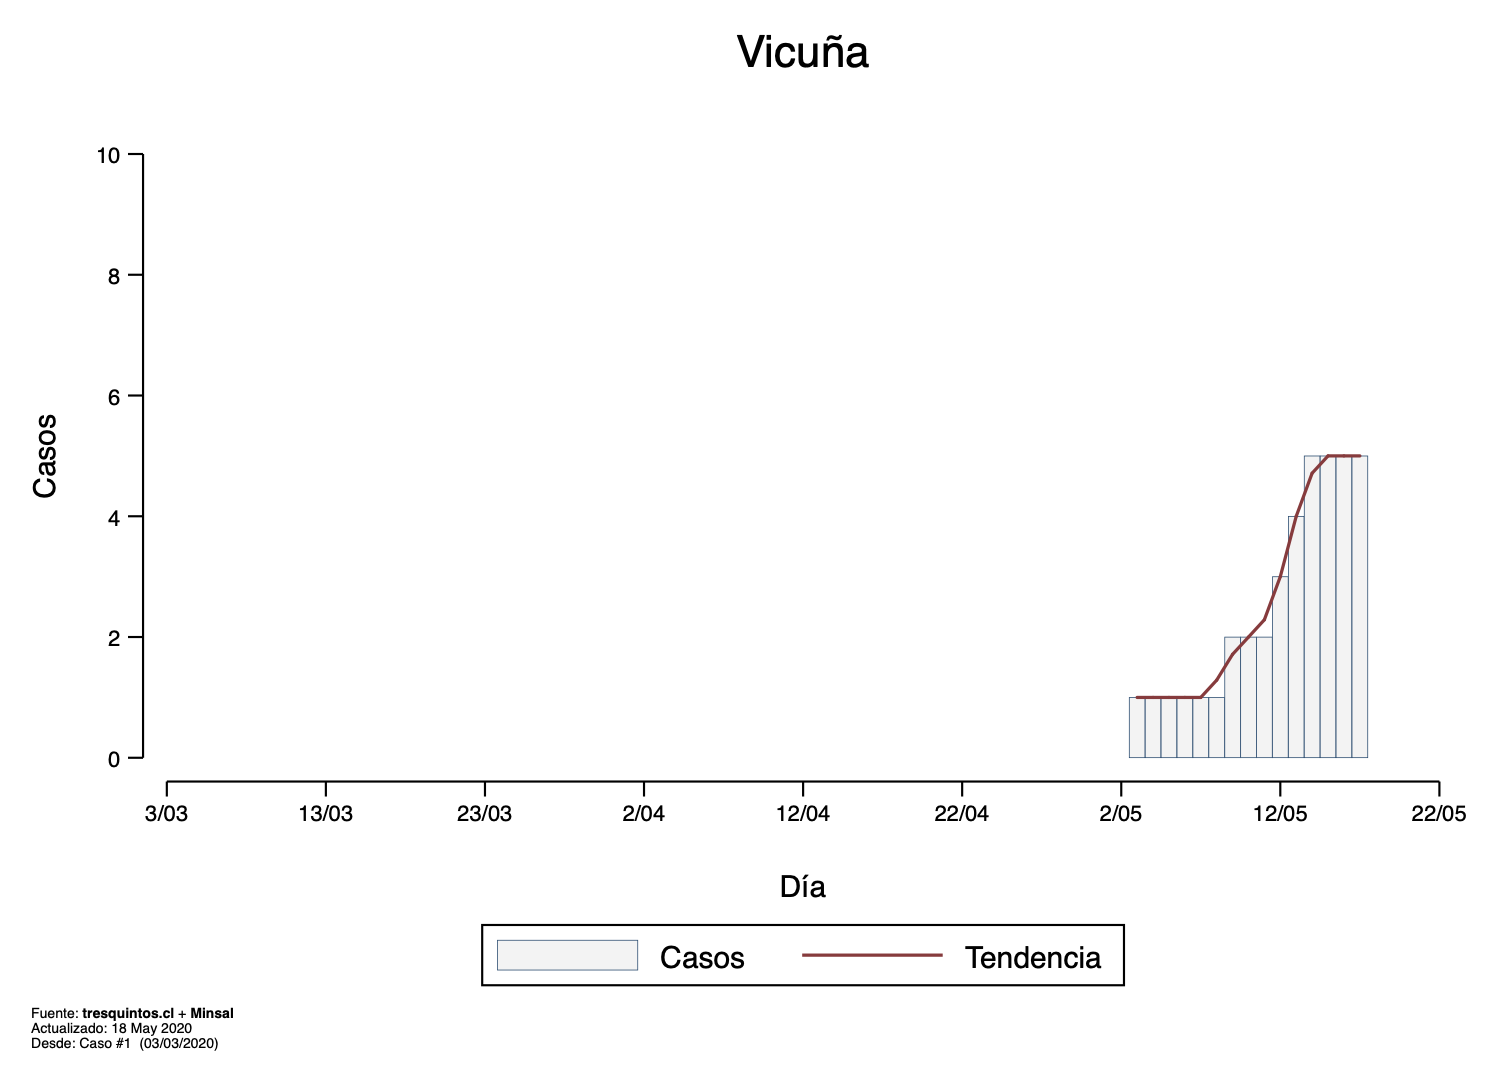 Vicuña
10
8
6
4
2
0
Casos
3/03 13/03 23/03 2/04 12/04 22/04 2/05 12/05 22/05
Día
Casos Tendencia
Fuente: tresquintos.cl + Minsal
Actualizado: 18 May 2020
Desde: Caso #1 (03/03/2020)